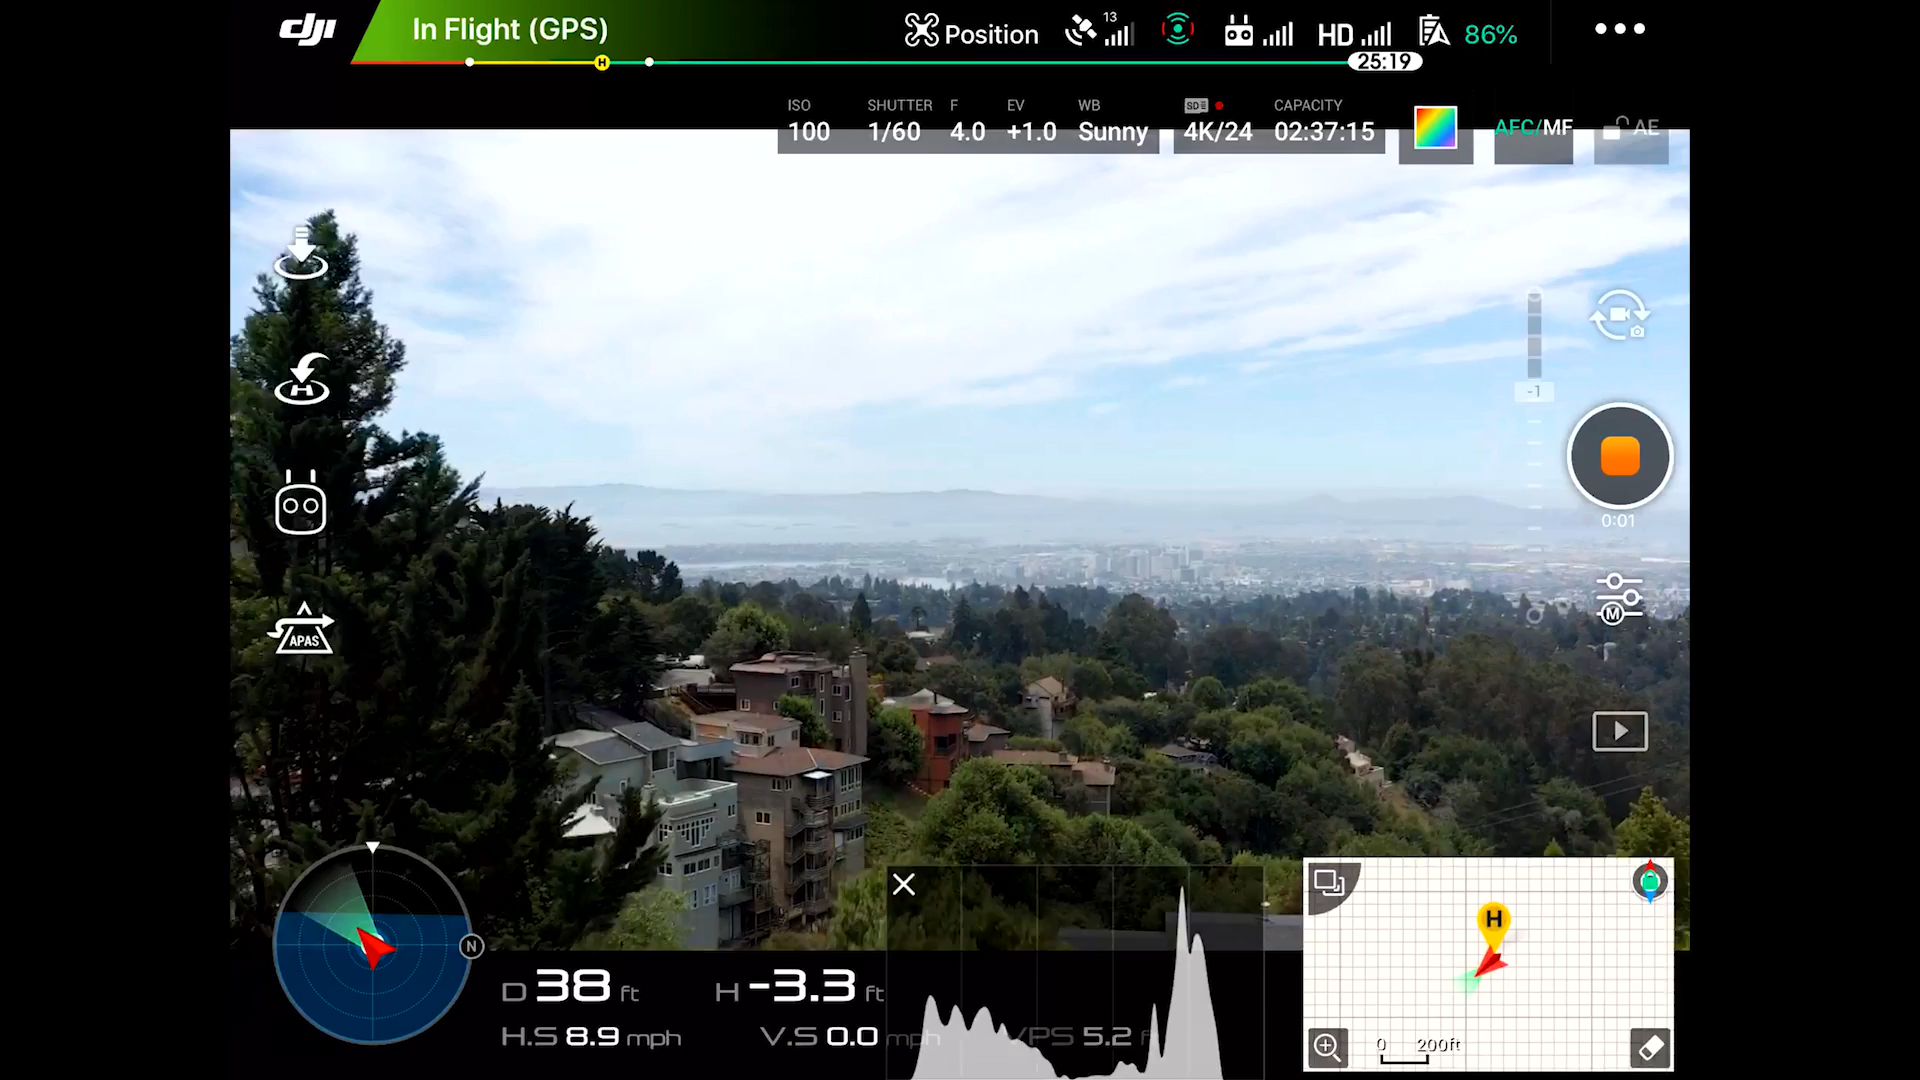 dji In Flight (GPS) Position 13 HD 86% •••
H 25:19
ISO SHUTTER F EV WB SD CAPACITY
100 1/60 4.0 +1.0 Sunny 4K/24 02:37:15 AFC/MF AE
H
-1
0:01
APAS
M
N
H
D 38 ft H -3.3 ft
H.S 8.9 mph V.S 0.0 mph VPS 5.2 f
0 200ft